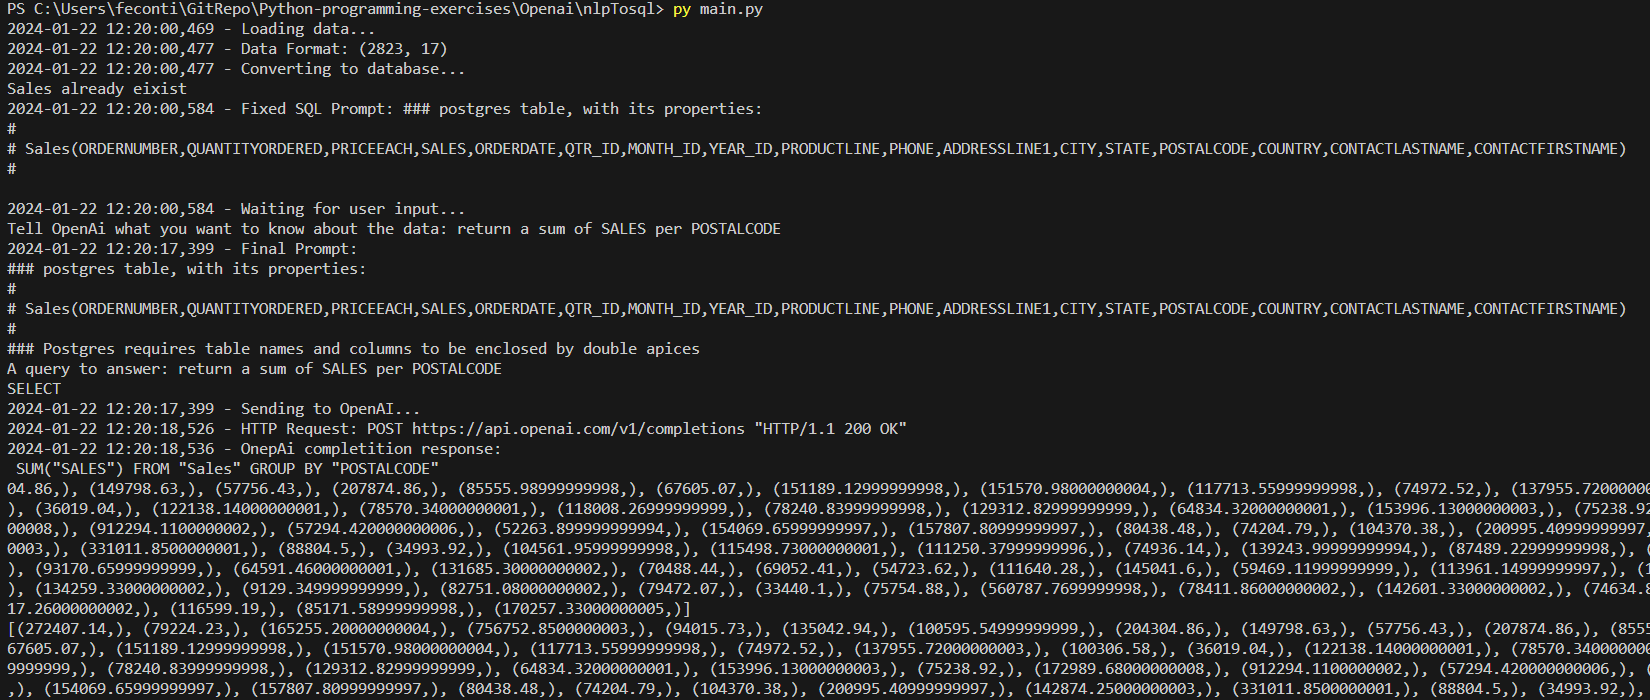 PS C:\Users\feconti\GitRepo\Python-programming-exercises\Openai\nlpTosql> py main.py
2024-01-22 12:20:00,469 - Loading data...
2024-01-22 12:20:00,477 - Data Format: (2823, 17)
2024-01-22 12:20:00,477 - Converting to database...
Sales already eixist
2024-01-22 12:20:00,584 - Fixed SQL Prompt: ### postgres table, with its properties:
#
# Sales(ORDERNUMBER,QUANTITYORDERED,PRICEEACH,SALES,ORDERDATE,QTR_ID,MONTH_ID,YEAR_ID,PRODUCTLINE,PHONE,ADDRESSLINE1,CITY,STATE,POSTALCODE,COUNTRY,CONTACTLASTNAME,CONTACTFIRSTNAME)
#
2024-01-22 12:20:00,584 - Waiting for user input...
Tell OpenAi what you want to know about the data: return a sum of SALES per POSTALCODE
2024-01-22 12:20:17,399 - Final Prompt:
### postgres table, with its properties:
#
# Sales(ORDERNUMBER,QUANTITYORDERED,PRICEEACH,SALES,ORDERDATE,QTR_ID,MONTH_ID,YEAR_ID,PRODUCTLINE,PHONE,ADDRESSLINE1,CITY,STATE,POSTALCODE,COUNTRY,CONTACTLASTNAME,CONTACTFIRSTNAME)
#
### Postgres requires table names and columns to be enclosed by double apices
A query to answer: return a sum of SALES per POSTALCODE
SELECT
2024-01-22 12:20:17,399 - Sending to OpenAI...
2024-01-22 12:20:18,526 - HTTP Request: POST https://api.openai.com/v1/completions "HTTP/1.1 200 OK"
2024-01-22 12:20:18,536 - OnepAi completition response:
SUM("SALES") FROM "Sales" GROUP BY "POSTALCODE"
04.86,), (149798.63,), (57756.43,), (207874.86,), (85555.98999999998,), (67605.07,), (151189.12999999998,), (151570.98000000004,), (117713.55999999998,), (74972.52,), (137955.72000000
), (36019.04,), (122138.14000000001,), (78570.34000000001,), (118008.26999999999,), (78240.83999999998,), (129312.82999999999,), (64834.32000000001,), (153996.13000000003,), (75238.92
00008,), (912294.1100000002,), (57294.420000000006,), (52263.899999999994,), (154069.65999999997,), (157807.80999999997,), (80438.48,), (74204.79,), (104370.38,), (200995.40999999997,
0003,), (331011.8500000001,), (88804.5,), (34993.92,), (104561.95999999998,), (115498.73000000001,), (111250.37999999996,), (74936.14,), (139243.99999999994,), (87489.22999999998,), (
), (93170.65999999999,), (64591.46000000001,), (131685.30000000002,), (70488.44,), (69052.41,), (54723.62,), (111640.28,), (145041.6,), (59469.11999999999,), (113961.14999999997,), (1
), (134259.33000000002,), (9129.349999999999,), (82751.08000000002,), (79472.07,), (33440.1,), (75754.88,), (560787.7699999998,), (78411.86000000002,), (142601.33000000002,), (74634.8
17.26000000002,), (116599.19,), (85171.58999999998,), (170257.33000000005,)]
[(272407.14,), (79224.23,), (165255.20000000004,), (756752.8500000003,), (94015.73,), (135042.94,), (100595.54999999999,), (204304.86,), (149798.63,), (57756.43,), (207874.86,), (8555
67605.07,), (151189.12999999998,), (151570.98000000004,), (117713.55999999998,), (74972.52,), (137955.72000000003,), (100306.58,), (36019.04,), (122138.14000000001,), (78570.340000000
9999999,), (78240.83999999998,), (129312.82999999999,), (64834.32000000001,), (153996.13000000003,), (75238.92,), (172989.68000000008,), (912294.1100000002,), (57294.420000000006,), (
,), (154069.65999999997,), (157807.80999999997,), (80438.48,), (74204.79,), (104370.38,), (200995.40999999997,), (142874.25000000003,), (331011.8500000001,), (88804.5,), (34993.92,),